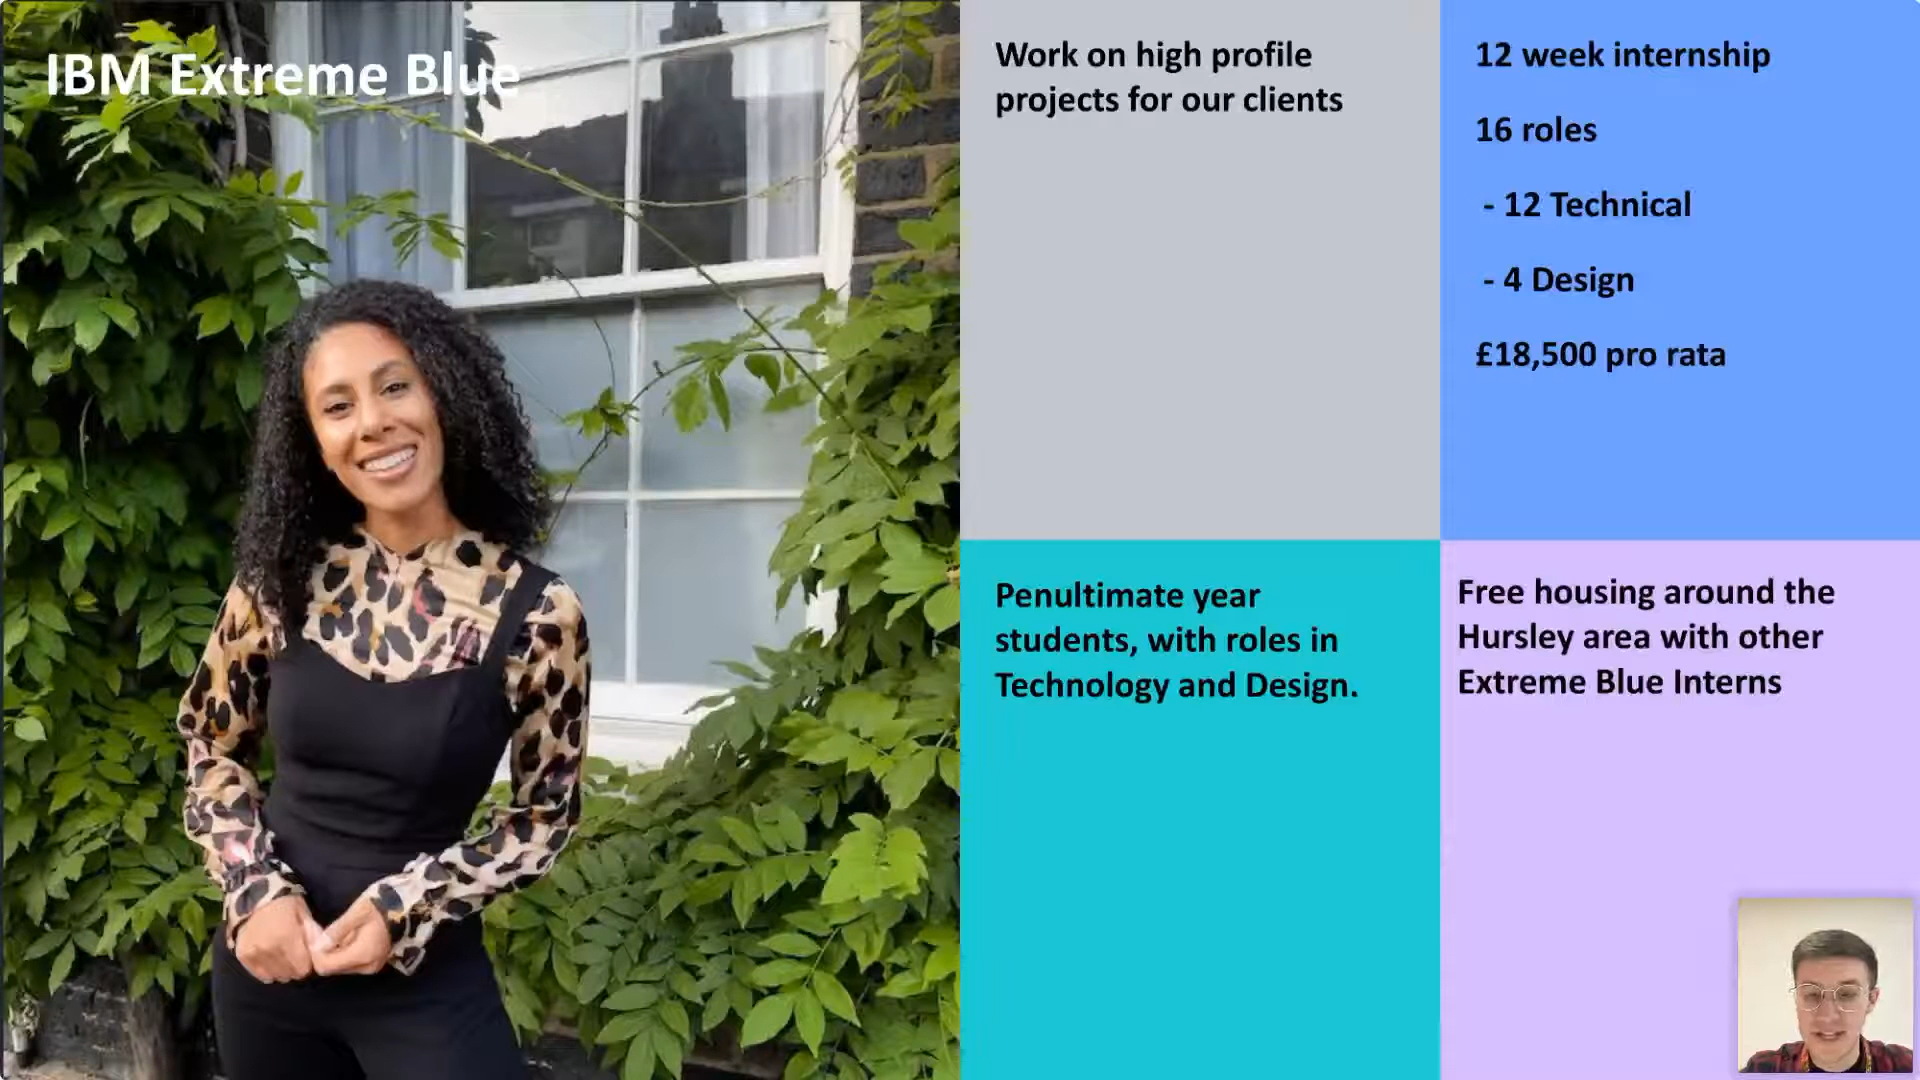 IBM Extreme Blue
Work on high profile
projects for our clients
12 week internship
16 roles
- 12 Technical
- 4 Design
£18,500 pro rata
Penultimate year
students, with roles in
Technology and Design.
Free housing around the
Hursley area with other
Extreme Blue Interns